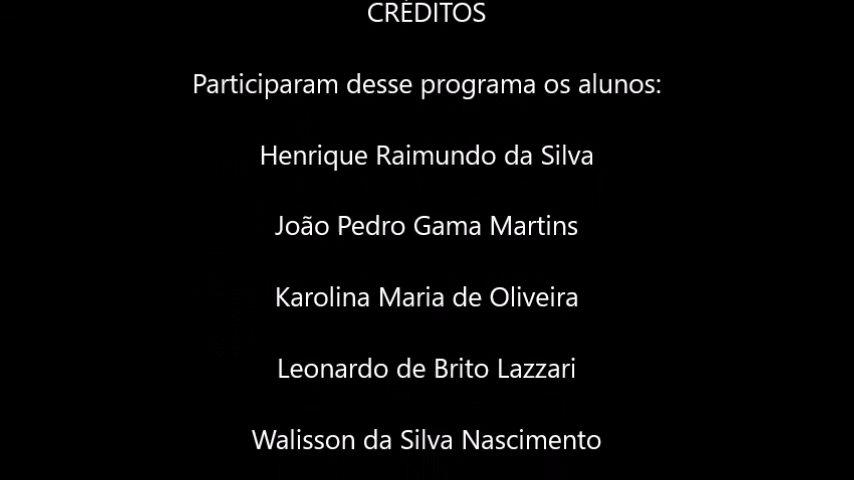 CRÉDITOS
Participaram desse programa os alunos:
Henrique Raimundo da Silva
João Pedro Gama Martins
Karolina Maria de Oliveira
Leonardo de Brito Lazzari
Walisson da Silva Nascimento